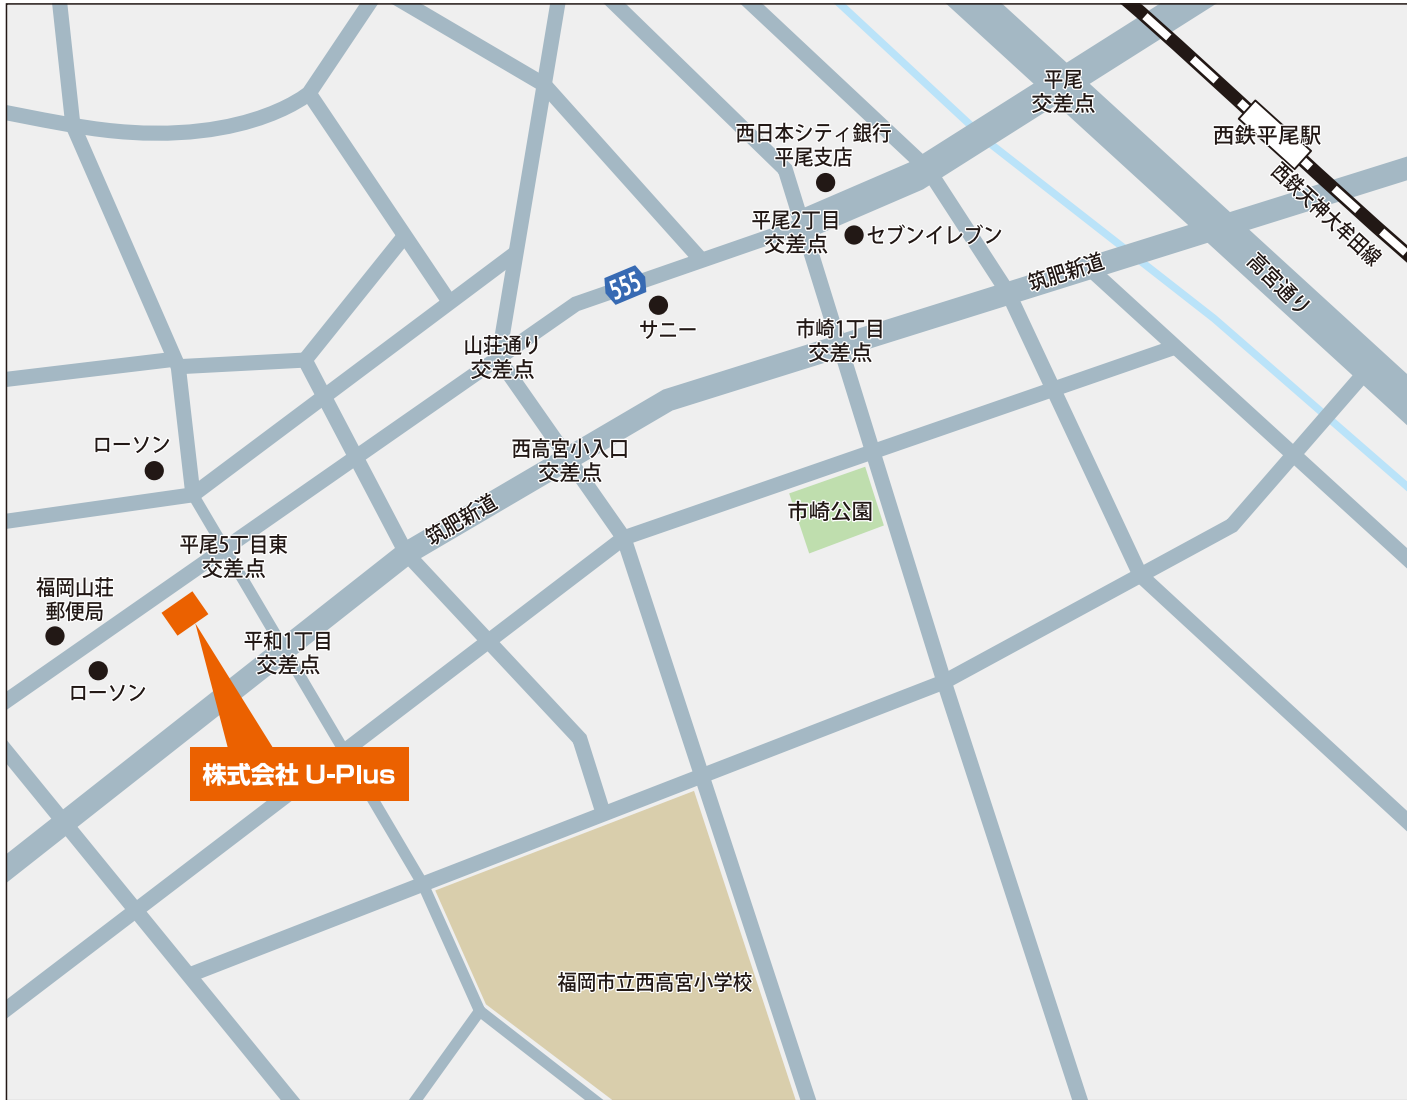 平尾
交差点
西日本シティ銀行
平尾支店
西鉄平尾駅
西鉄天神大牟田線
平尾2丁目
交差点
セブンイレブン
筑肥新道
高宮通り
555
サニー
市崎1丁目
交差点
山荘通り
交差点
ローソン
西高宮小入口
交差点
筑肥新道
市崎公園
平尾5丁目東
交差点
福岡山荘
郵便局
平和1丁目
交差点
ローソン
株式会社 U-Plus
福岡市立西高宮小学校